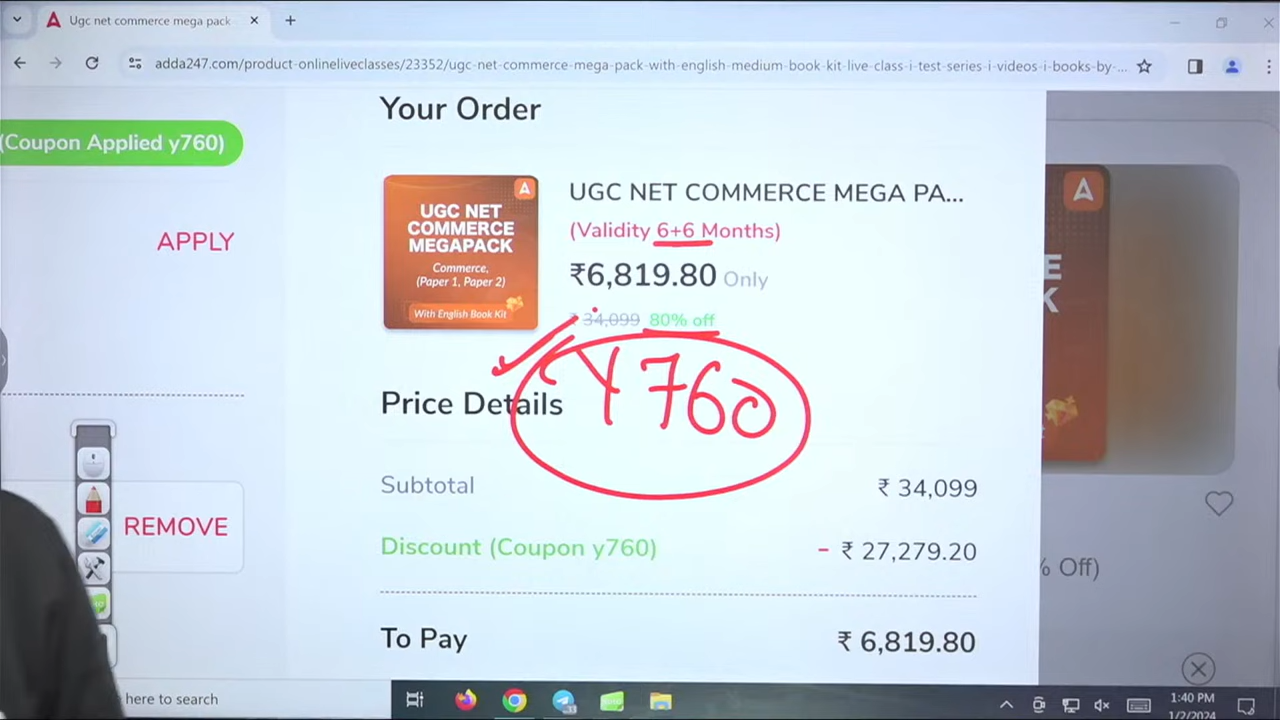 Ugc net commerce mega pack
adda247.com/product-onlineliveclasses/23352/ugc-net-commerce-mega-pack-with-english-medium-book-kit-live-class-i-test-series-i-videos-i-books-by-...
Your Order
(Coupon Applied y760)
UGC NET COMMERCE MEGA PA...
UGC NET
COMMERCE
MEGAPACK
Commerce,
(Paper 1, Paper 2)
With English Book Kit
(Validity 6+6 Months)
APPLY
₹6,819.80 Only
₹ 34,099 80% off
E
K
Y760
Price Details
Subtotal
₹ 34,099
REMOVE
Discount (Coupon y760)
- ₹ 27,279.20
% Off)
To Pay
₹ 6,819.80
here to search
1:40 PM
1/2/2024